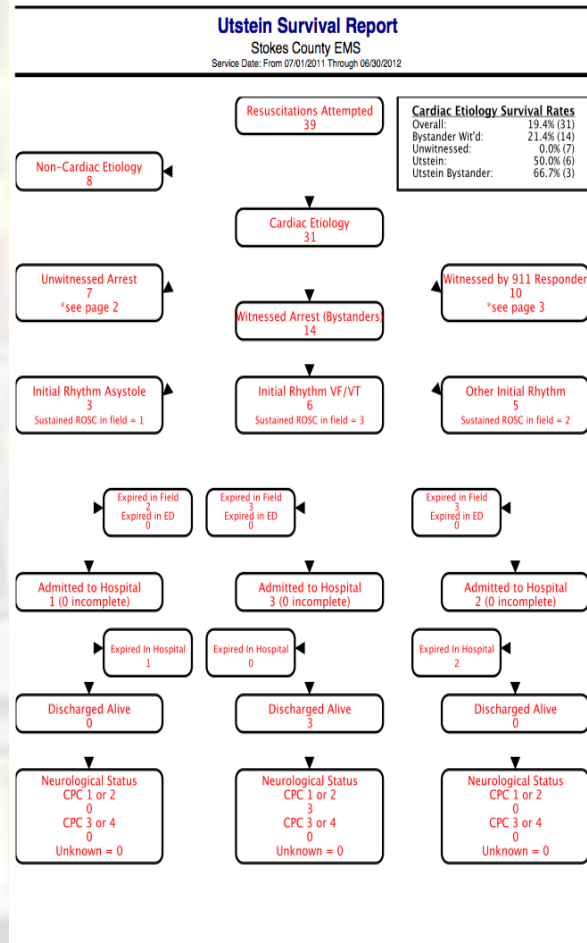 Utstein Survival Report
Stokes County EMS
Service Date: From 07/01/2011 Through 06/30/2012
Resuscitations Attempted
39
Cardiac Etiology Survival Rates
Overall: 19.4% (31)
Bystander Wit'd: 21.4% (14)
Unwitnessed: 0.0% (7)
Utstein: 50.0% (6)
Utstein Bystander: 66.7% (3)
Non-Cardiac Etiology
8
Cardiac Etiology
31
Unwitnessed Arrest
7
*see page 2
Witnessed Arrest (Bystanders)
14
Witnessed by 911 Responder
10
*see page 3
Initial Rhythm Asystole
3
Sustained ROSC in field = 1
Initial Rhythm VF/VT
6
Sustained ROSC in field = 3
Other Initial Rhythm
5
Sustained ROSC in field = 2
Expired in Field
2
Expired in ED
0
Expired in Field
3
Expired in ED
0
Expired in Field
3
Expired in ED
0
Admitted to Hospital
1 (0 incomplete)
Admitted to Hospital
3 (0 incomplete)
Admitted to Hospital
2 (0 incomplete)
Expired In Hospital
1
Expired In Hospital
0
Expired In Hospital
2
Discharged Alive
0
Discharged Alive
3
Discharged Alive
0
Neurological Status
CPC 1 or 2
0
CPC 3 or 4
0
Unknown = 0
Neurological Status
CPC 1 or 2
3
CPC 3 or 4
0
Unknown = 0
Neurological Status
CPC 1 or 2
0
CPC 3 or 4
0
Unknown = 0